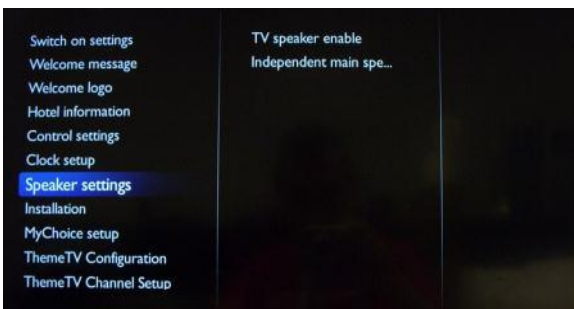 Switch on settings
Welcome message
Welcome logo
Hotel information
Control settings
Clock setup
Speaker settings
Installation
MyChoice setup
ThemeTV Configuration
ThemeTV Channel Setup
TV speaker enable
Independent main spe...